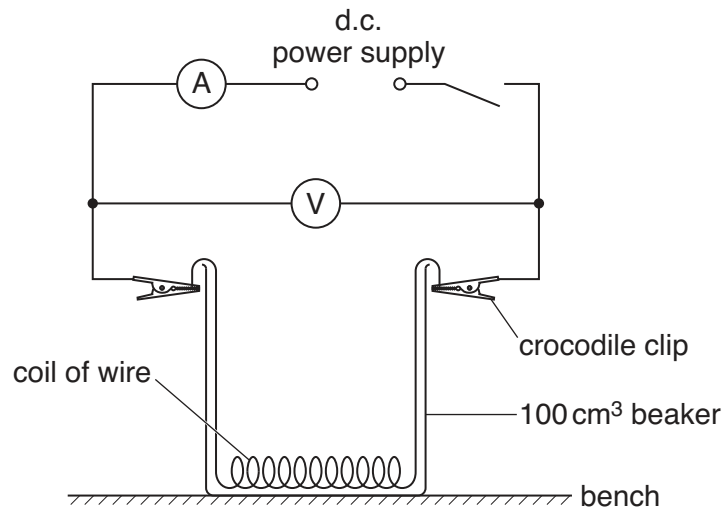 d.c.
power supply
A
V
crocodile clip
coil of wire
100 cm³ beaker
bench